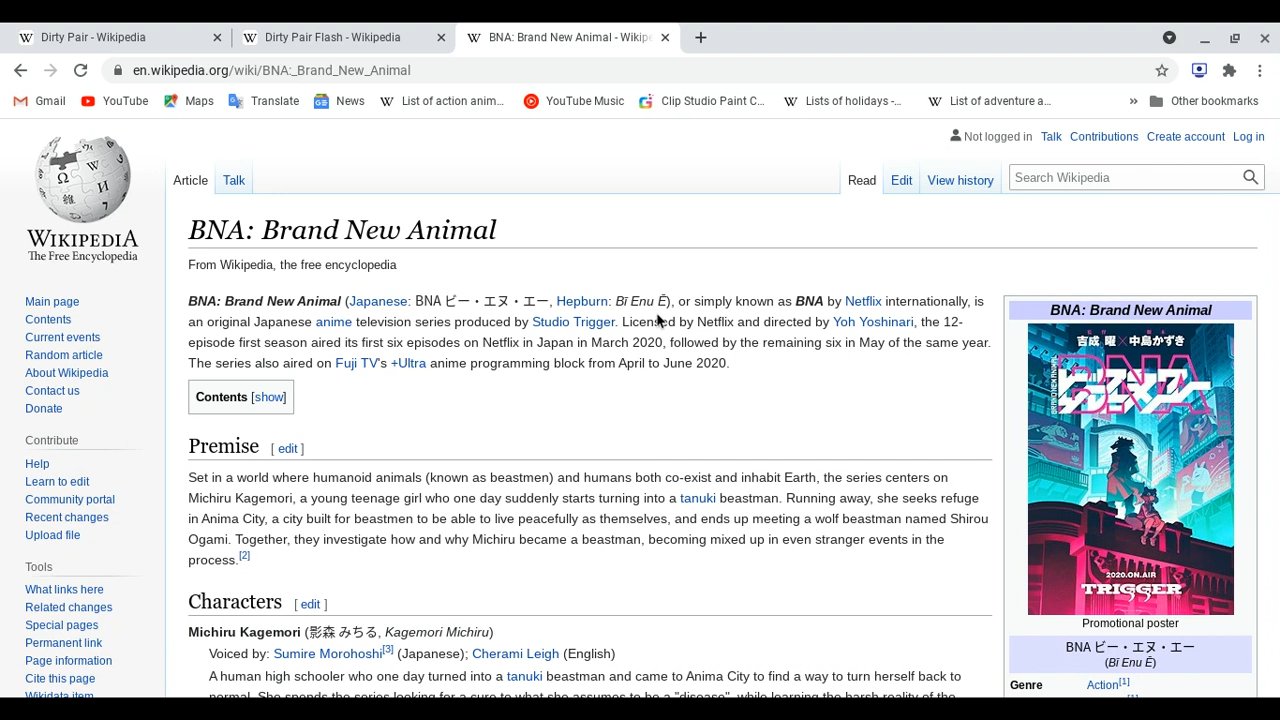 Dirty Pair - Wikipedia
Dirty Pair Flash - Wikipedia
BNA: Brand New Animal - Wikipe
en.wikipedia.org/wiki/BNA:_Brand_New_Animal
Gmail
YouTube
Maps
Translate
News
List of action anim...
YouTube Music
Clip Studio Paint C...
Lists of holidays -...
List of adventure a...
» Other bookmarks
Not logged in Talk Contributions Create account Log in
Article Talk
Read Edit View history
Search Wikipedia
WIKIPEDIA
The Free Encyclopedia
Main page
Contents
Current events
Random article
About Wikipedia
Contact us
Donate
Contribute
Help
Learn to edit
Community portal
Recent changes
Upload file
Tools
What links here
Related changes
Special pages
Permanent link
Page information
Cite this page
Wikidata item
BNA: Brand New Animal
From Wikipedia, the free encyclopedia
BNA: Brand New Animal (Japanese: BNA ビー・エヌ・エー, Hepburn: Bī Enu Ē), or simply known as BNA by Netflix internationally, is
an original Japanese anime television series produced by Studio Trigger. Licensed by Netflix and directed by Yoh Yoshinari, the 12-
episode first season aired its first six episodes on Netflix in Japan in March 2020, followed by the remaining six in May of the same year.
The series also aired on Fuji TV's +Ultra anime programming block from April to June 2020.
Contents [show]
Premise [ edit ]
Set in a world where humanoid animals (known as beastmen) and humans both co-exist and inhabit Earth, the series centers on
Michiru Kagemori, a young teenage girl who one day suddenly starts turning into a tanuki beastman. Running away, she seeks refuge
in Anima City, a city built for beastmen to be able to live peacefully as themselves, and ends up meeting a wolf beastman named Shirou
Ogami. Together, they investigate how and why Michiru became a beastman, becoming mixed up in even stranger events in the
process.[2]
Characters [ edit ]
Michiru Kagemori (影森 みちる, Kagemori Michiru)
Voiced by: Sumire Morohoshi[3] (Japanese); Cherami Leigh (English)
A human high schooler who one day turned into a tanuki beastman and came to Anima City to find a way to turn herself back to
normal. She spends the series looking for a cure to what she assumes to be a "disease", while learning the harsh reality of the
BNA: Brand New Animal
吉成 曜 × 中島かずき
BNA
2020.ON.AIR
TRIGGER
Promotional poster
BNA ビー・エヌ・エー
(Bī Enu Ē)
Genre Action[1]